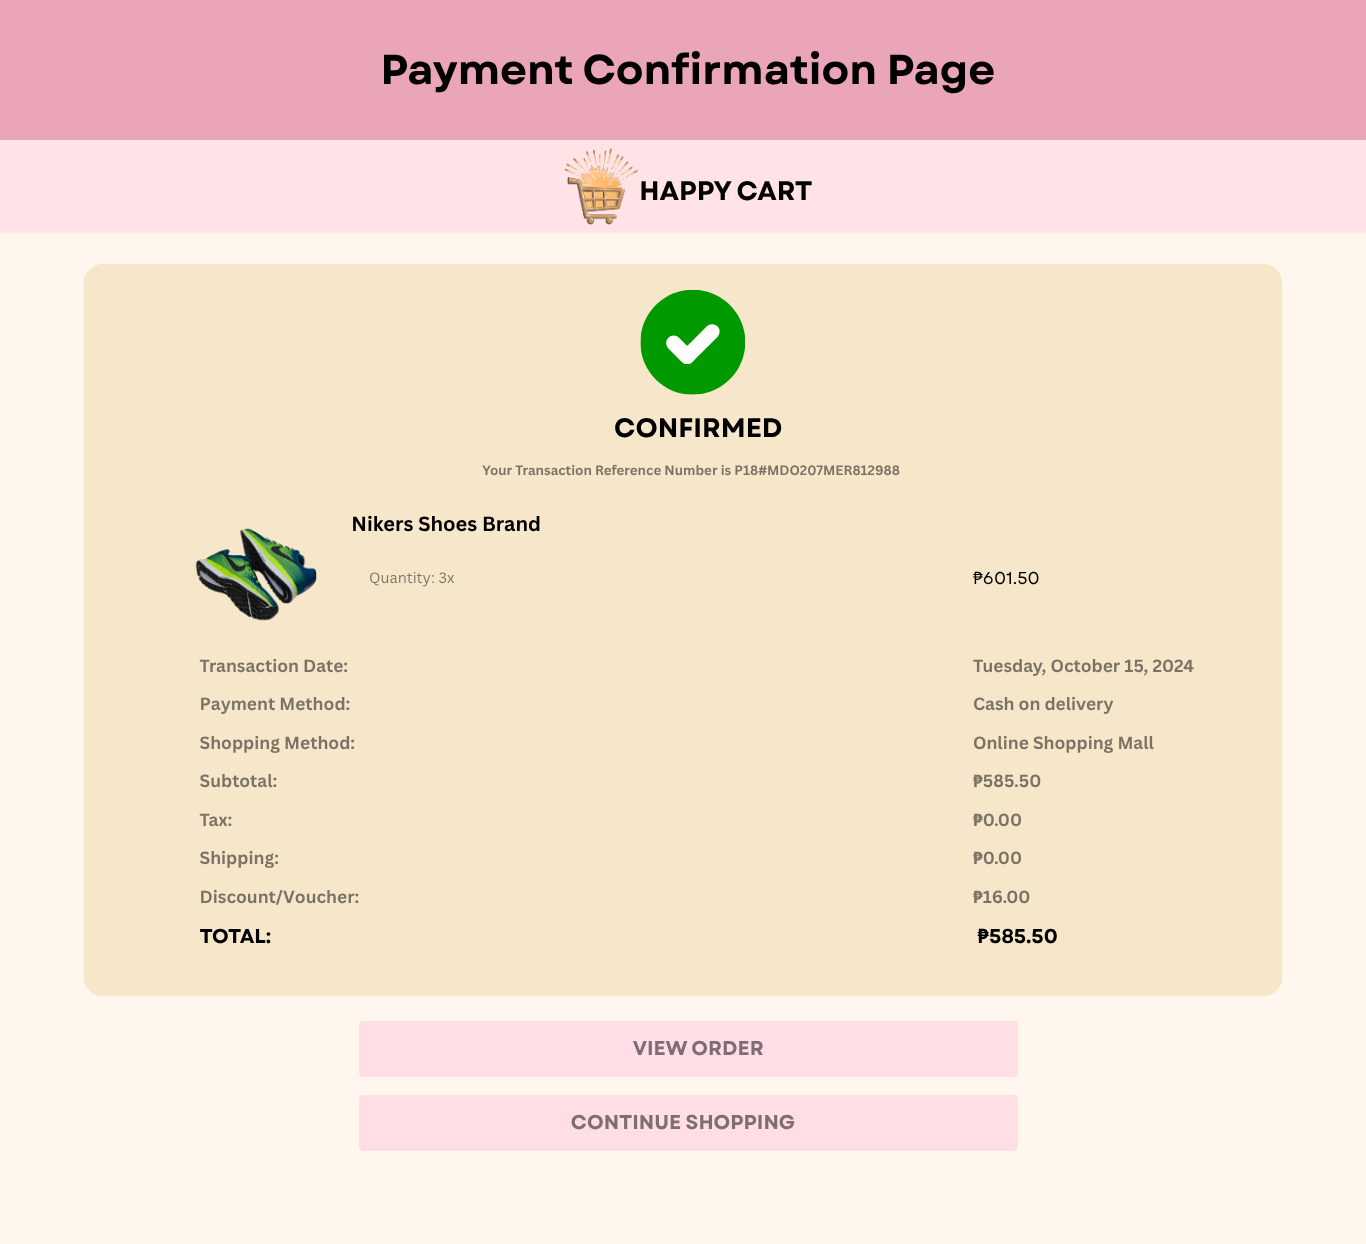 Payment Confirmation Page
HAPPY CART
CONFIRMED
Your Transaction Reference Number is P18#MDO207MER812988
Nikers Shoes Brand
Quantity: 3x ₱601.50
Transaction Date: Tuesday, October 15, 2024
Payment Method: Cash on delivery
Shopping Method: Online Shopping Mall
Subtotal: ₱585.50
Tax: ₱0.00
Shipping: ₱0.00
Discount/Voucher: ₱16.00
TOTAL: ₱585.50
VIEW ORDER
CONTINUE SHOPPING